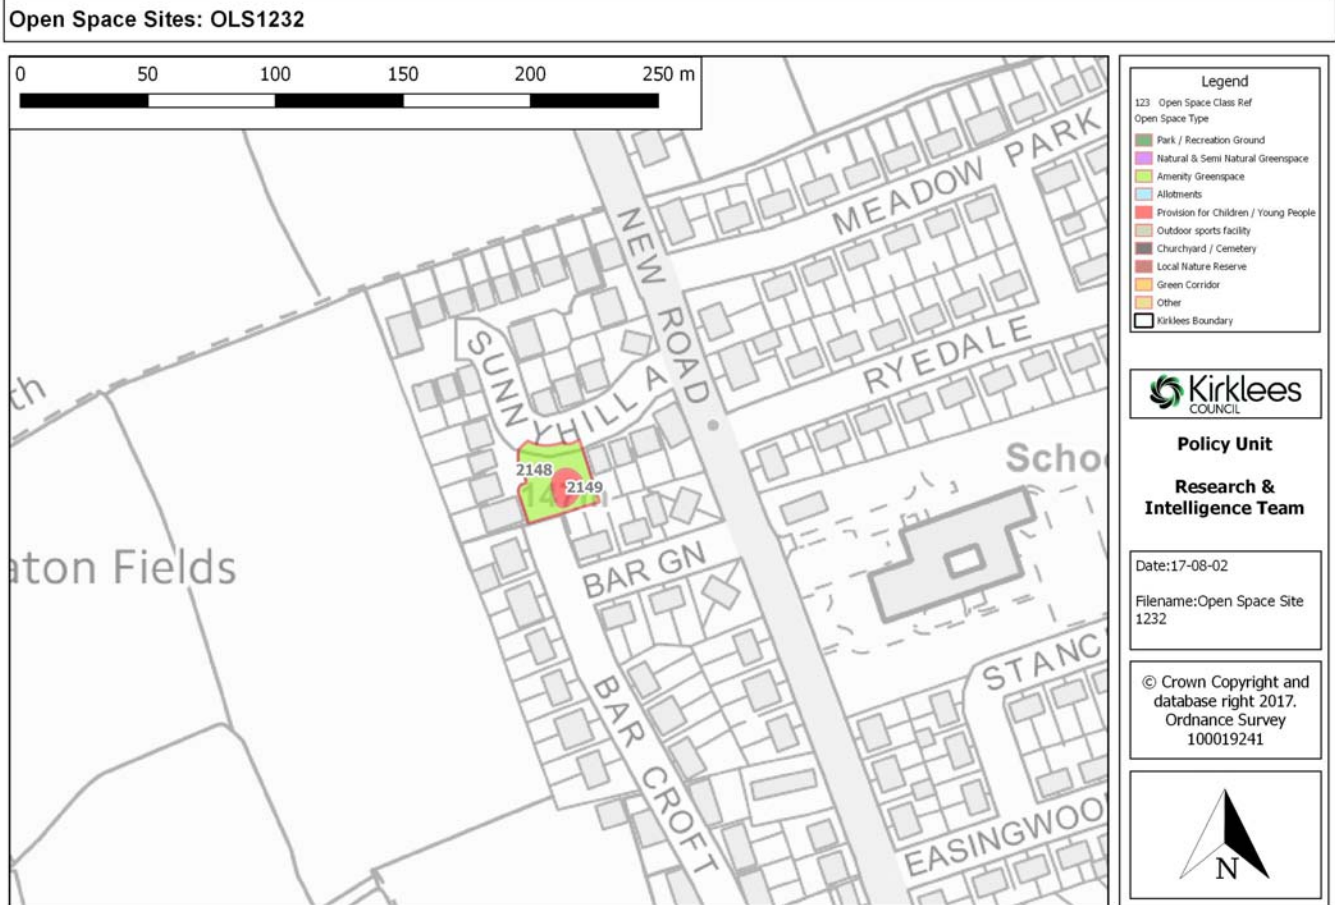 Open Space Sites: OLS1232
0 50 100 150 200 250 m
NEW ROAD
MEADOW PARK
RYEDALE
SUNNYHILL A
2148
2149
BAR GN
BAR CROFT
Schoo
STANC
EASINGWOO
th
aton Fields
Legend
123 Open Space Class Ref
Open Space Type
Park / Recreation Ground
Natural & Semi Natural Greenspace
Amenity Greenspace
Allotments
Provision for Children / Young People
Outdoor sports facility
Churchyard / Cemetery
Local Nature Reserve
Green Corridor
Other
Kirklees Boundary
Kirklees
COUNCIL
Policy Unit
Research &
Intelligence Team
Date:17-08-02
Filename:Open Space Site
1232
© Crown Copyright and
database right 2017.
Ordnance Survey
100019241
N